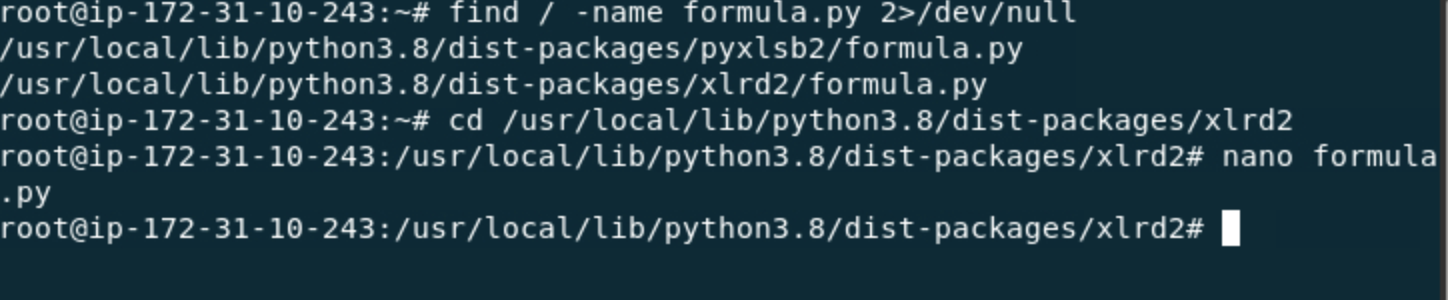 root@ip-172-31-10-243:~# find / -name formula.py 2>/dev/null
/usr/local/lib/python3.8/dist-packages/pyxlsb2/formula.py
/usr/local/lib/python3.8/dist-packages/xlrd2/formula.py
root@ip-172-31-10-243:~# cd /usr/local/lib/python3.8/dist-packages/xlrd2
root@ip-172-31-10-243:/usr/local/lib/python3.8/dist-packages/xlrd2# nano formula
.py
root@ip-172-31-10-243:/usr/local/lib/python3.8/dist-packages/xlrd2#